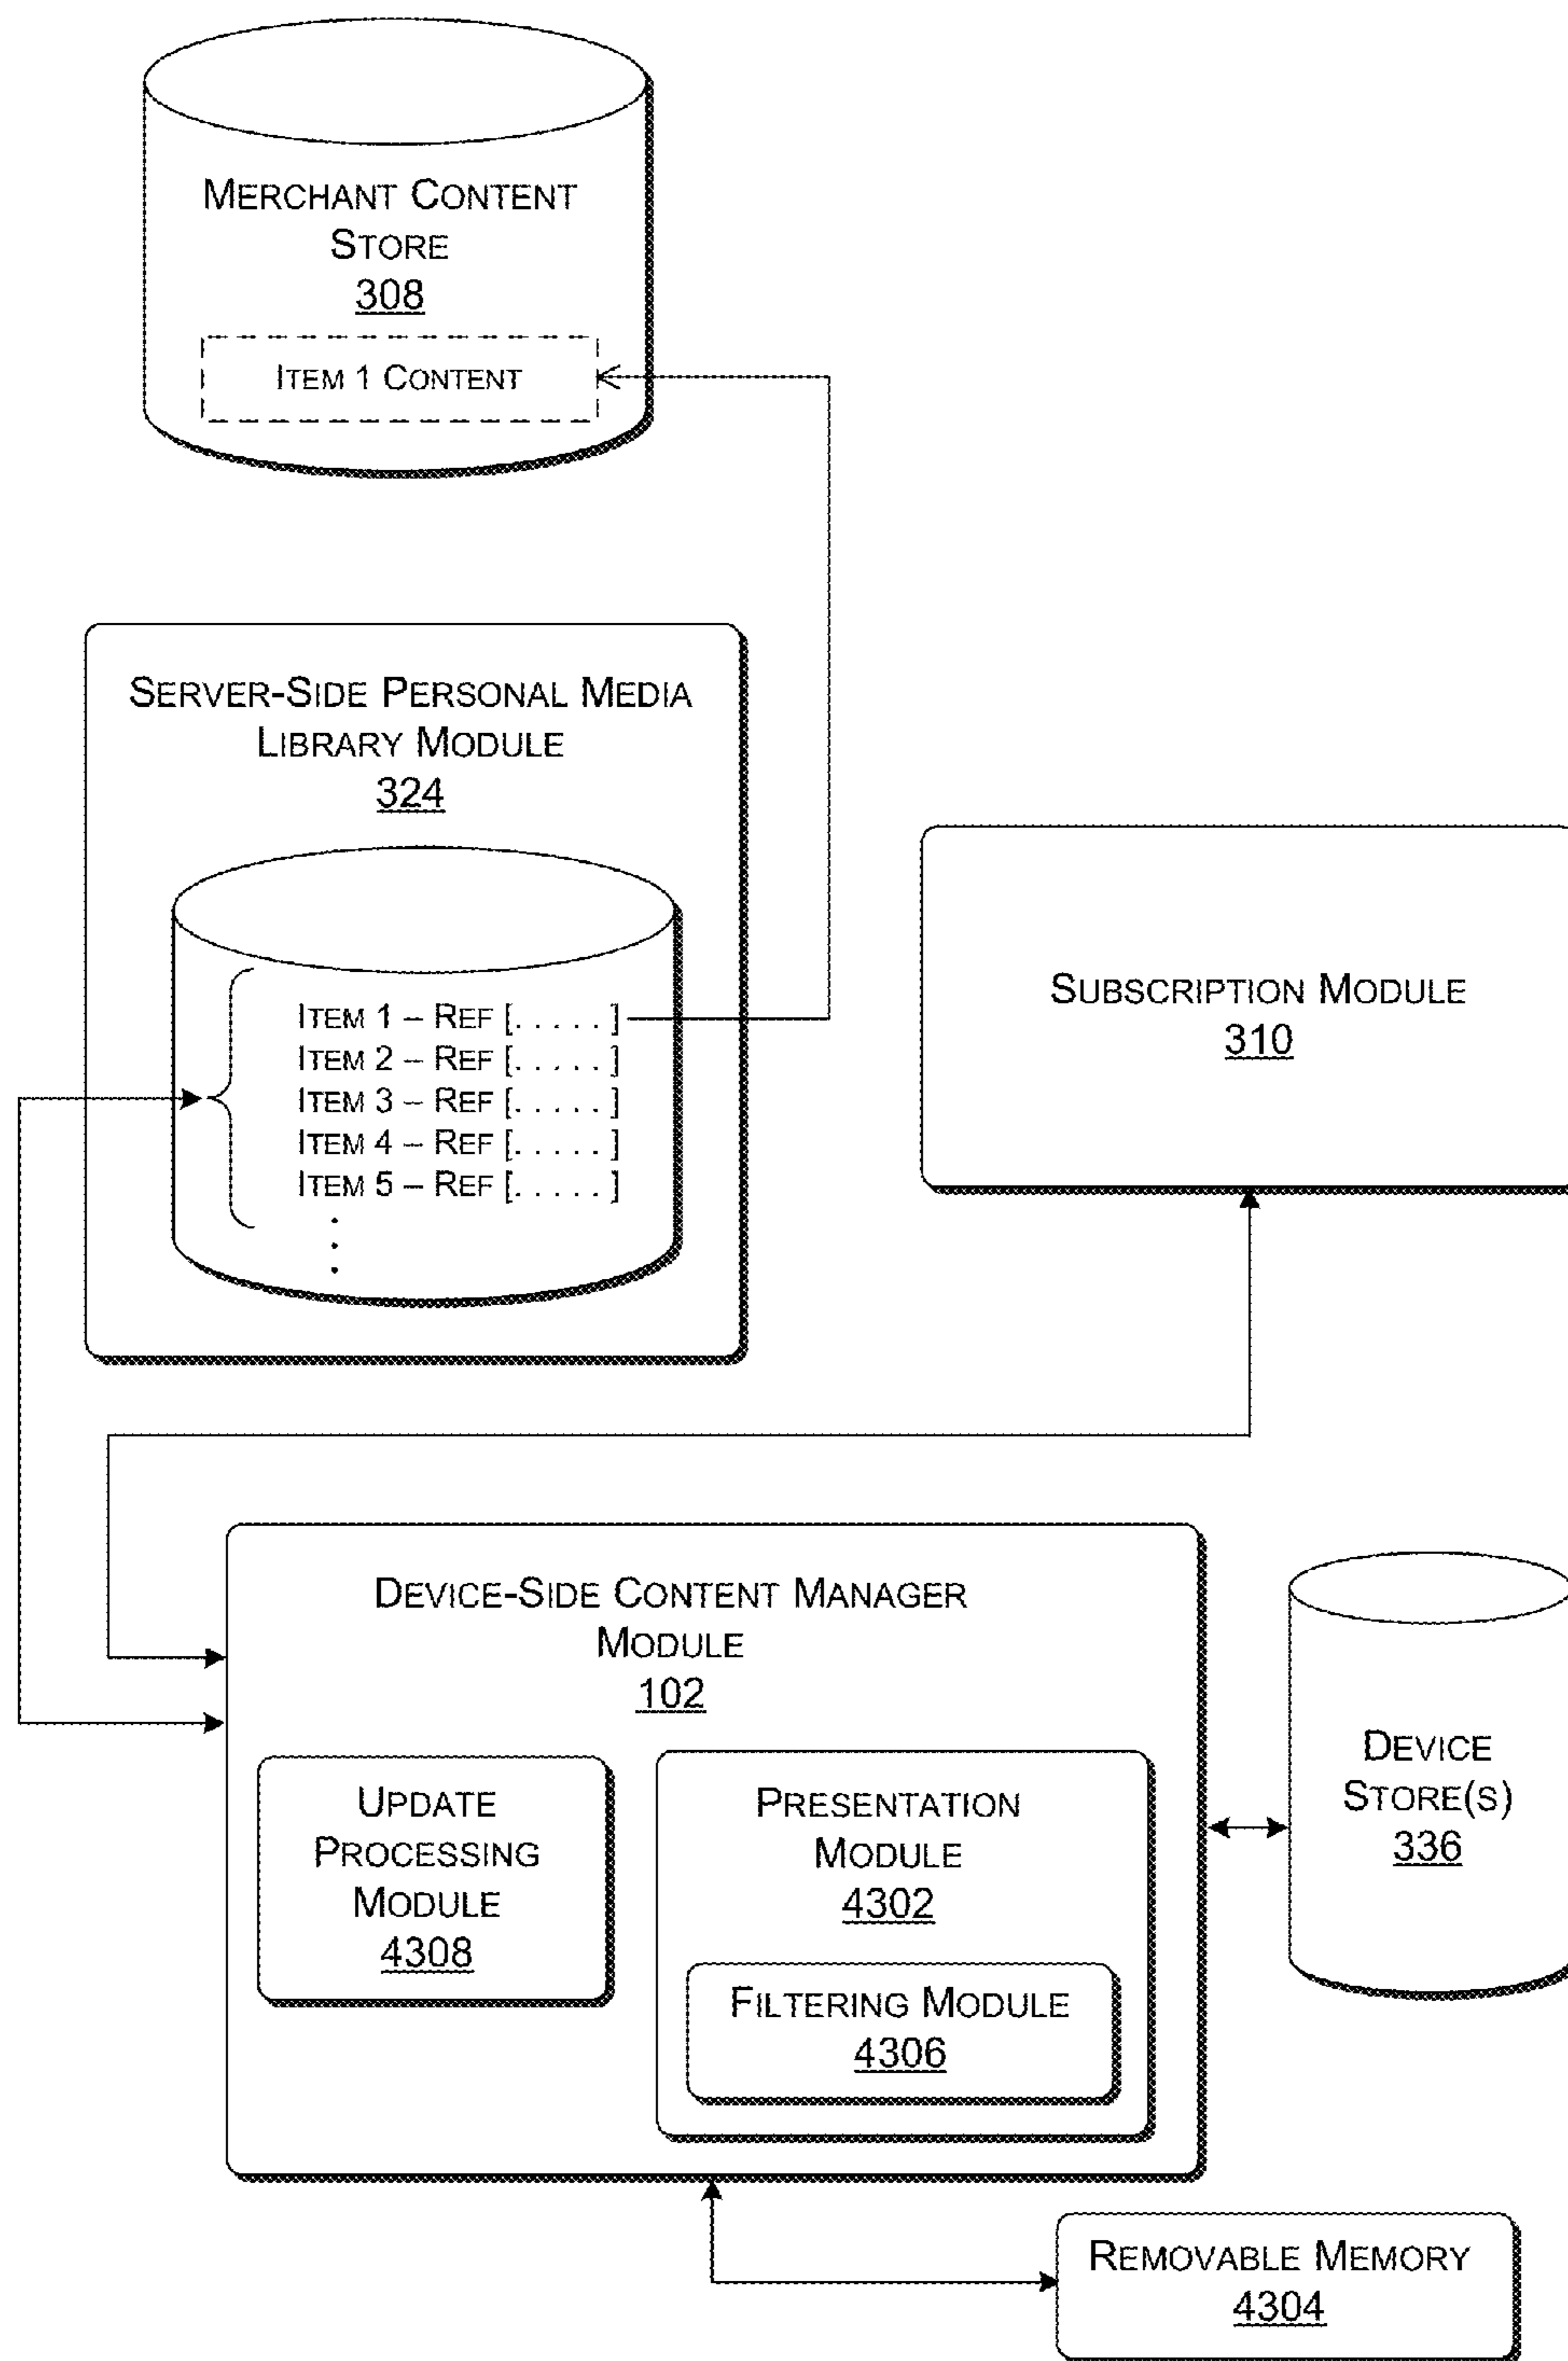 MERCHANT CONTENT
STORE
308
ITEM 1 CONTENT
SERVER-SIDE PERSONAL MEDIA
LIBRARY MODULE
324
ITEM 1 – REF [. . . . .]
ITEM 2 – REF [. . . . .]
ITEM 3 – REF [. . . . .]
ITEM 4 – REF [. . . . .]
ITEM 5 – REF [. . . . .]
SUBSCRIPTION MODULE
310
DEVICE-SIDE CONTENT MANAGER
MODULE
102
UPDATE
PROCESSING
MODULE
4308
PRESENTATION
MODULE
4302
FILTERING MODULE
4306
DEVICE
STORE(S)
336
REMOVABLE MEMORY
4304